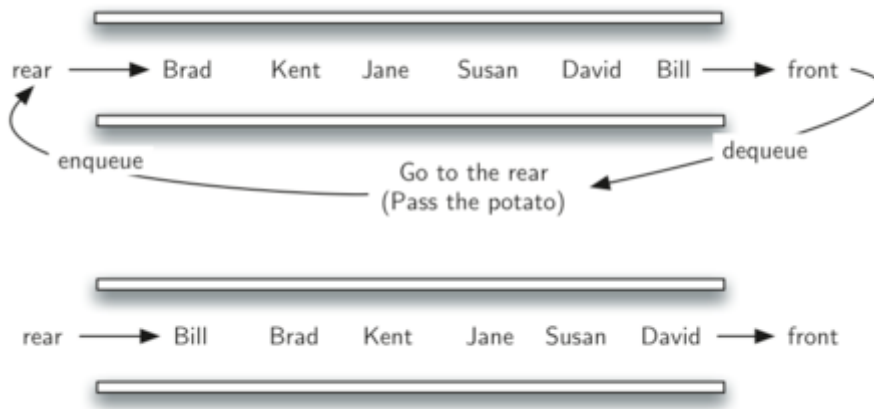 rear Brad Kent Jane Susan David Bill front
enqueue
dequeue
Go to the rear
(Pass the potato)
rear Bill Brad Kent Jane Susan David front